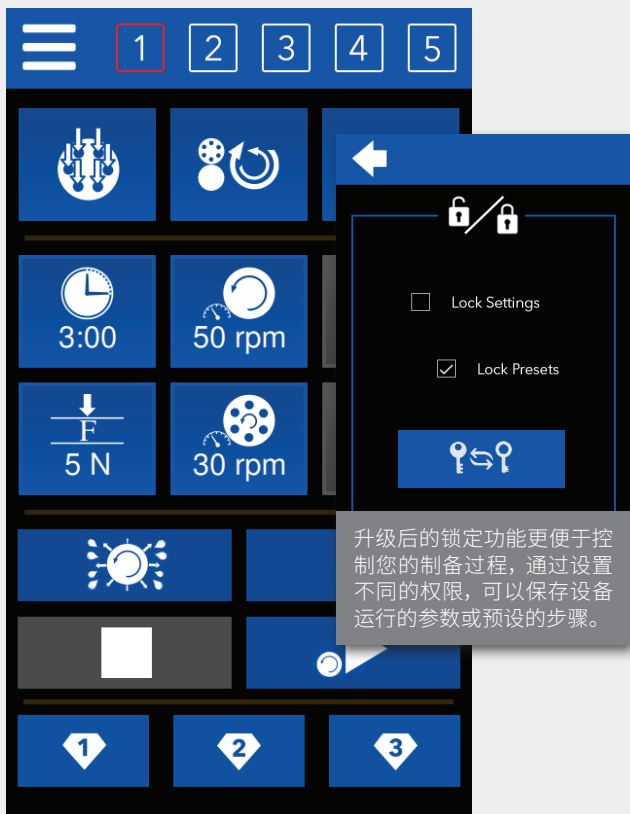 1 2 3 4 5
3:00
50 rpm
F
5 N
30 rpm
1 2 3
Lock Settings
Lock Presets
升级后的锁定功能更便于控
制您的制备过程，通过设置
不同的权限，可以保存设备
运行的参数或预设的步骤。